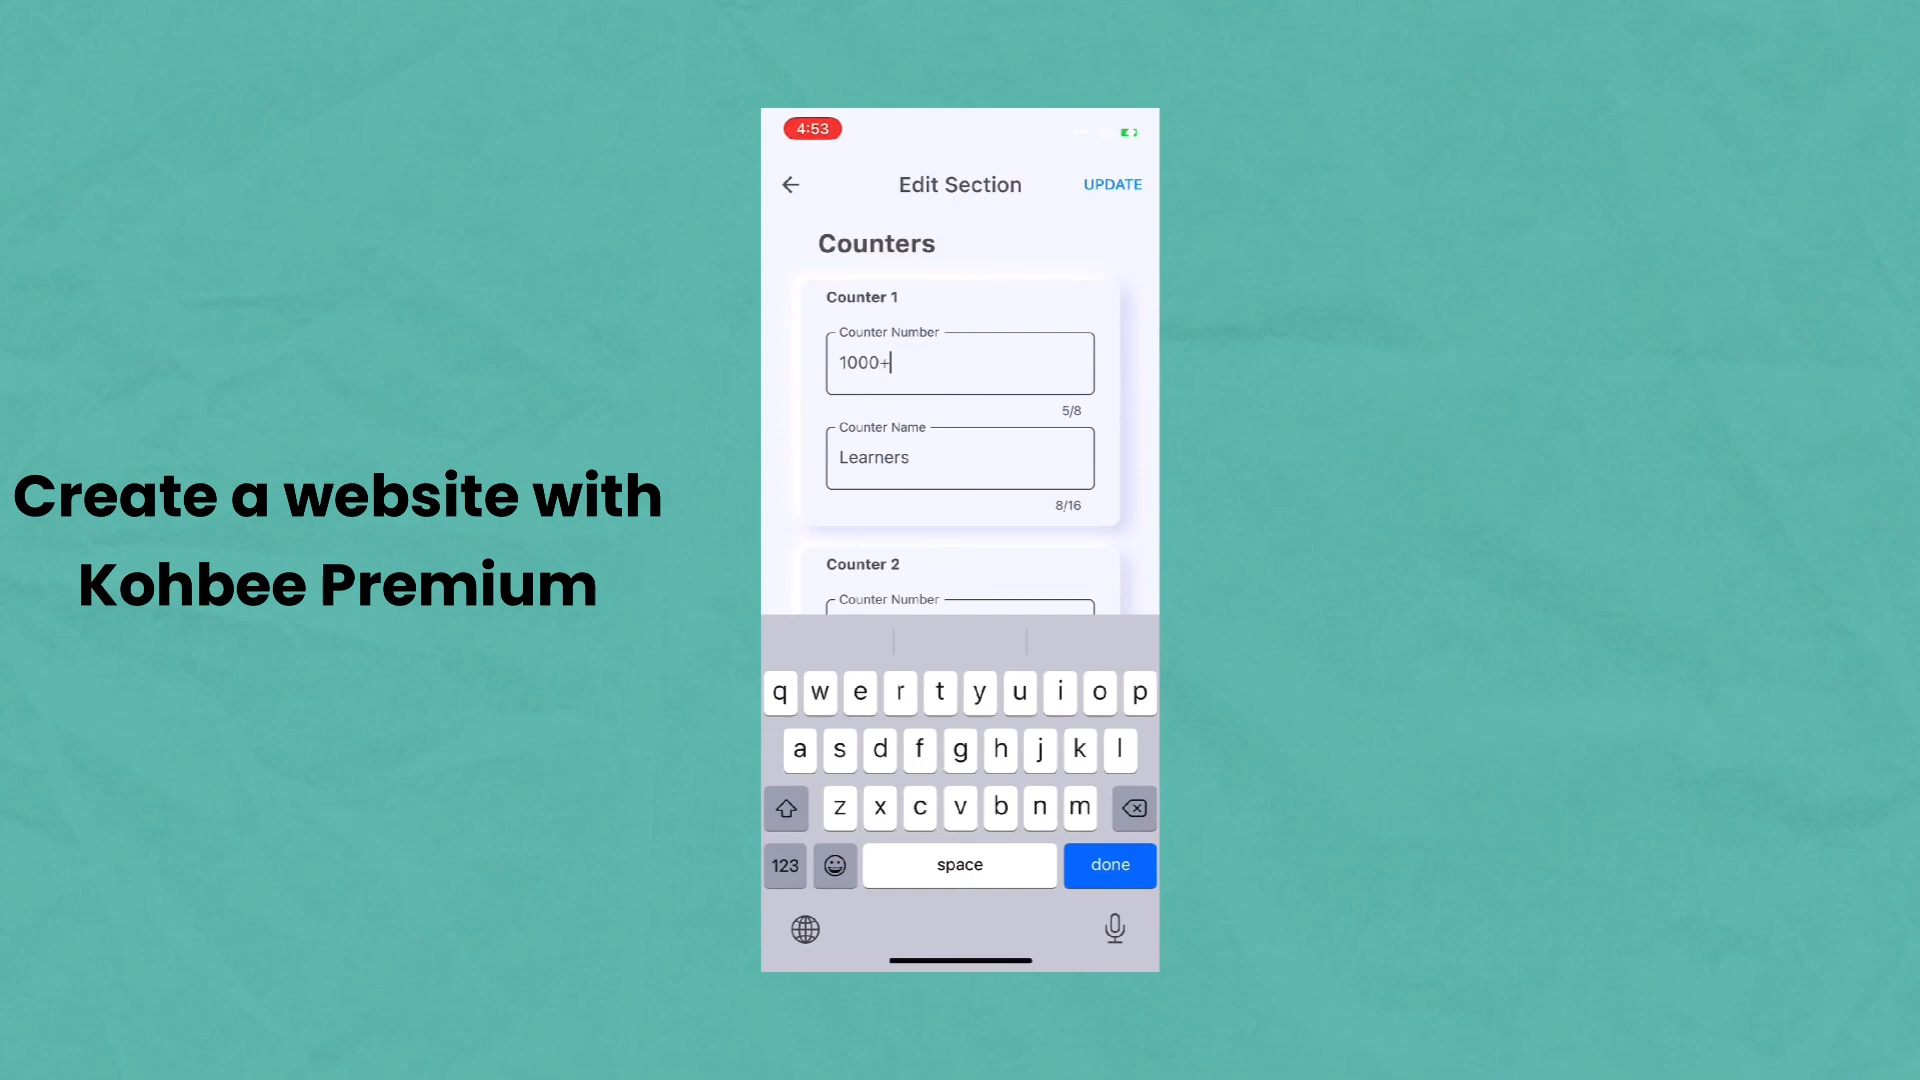 Create a website with
Kohbee Premium
4:53
Edit Section
UPDATE
Counters
Counter 1
Counter Number
1000+
5/8
Counter Name
Learners
8/16
Counter 2
Counter Number
q w e r t y u i o p
a s d f g h j k l
z x c v b n m
123 space done